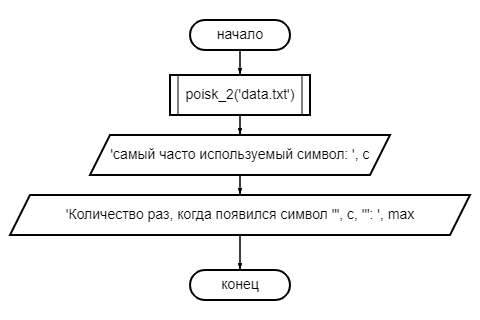 начало
poisk_2('data.txt')
'самый часто используемый символ: ', c
'Количество раз, когда появился символ "', c, '": ', max
конец